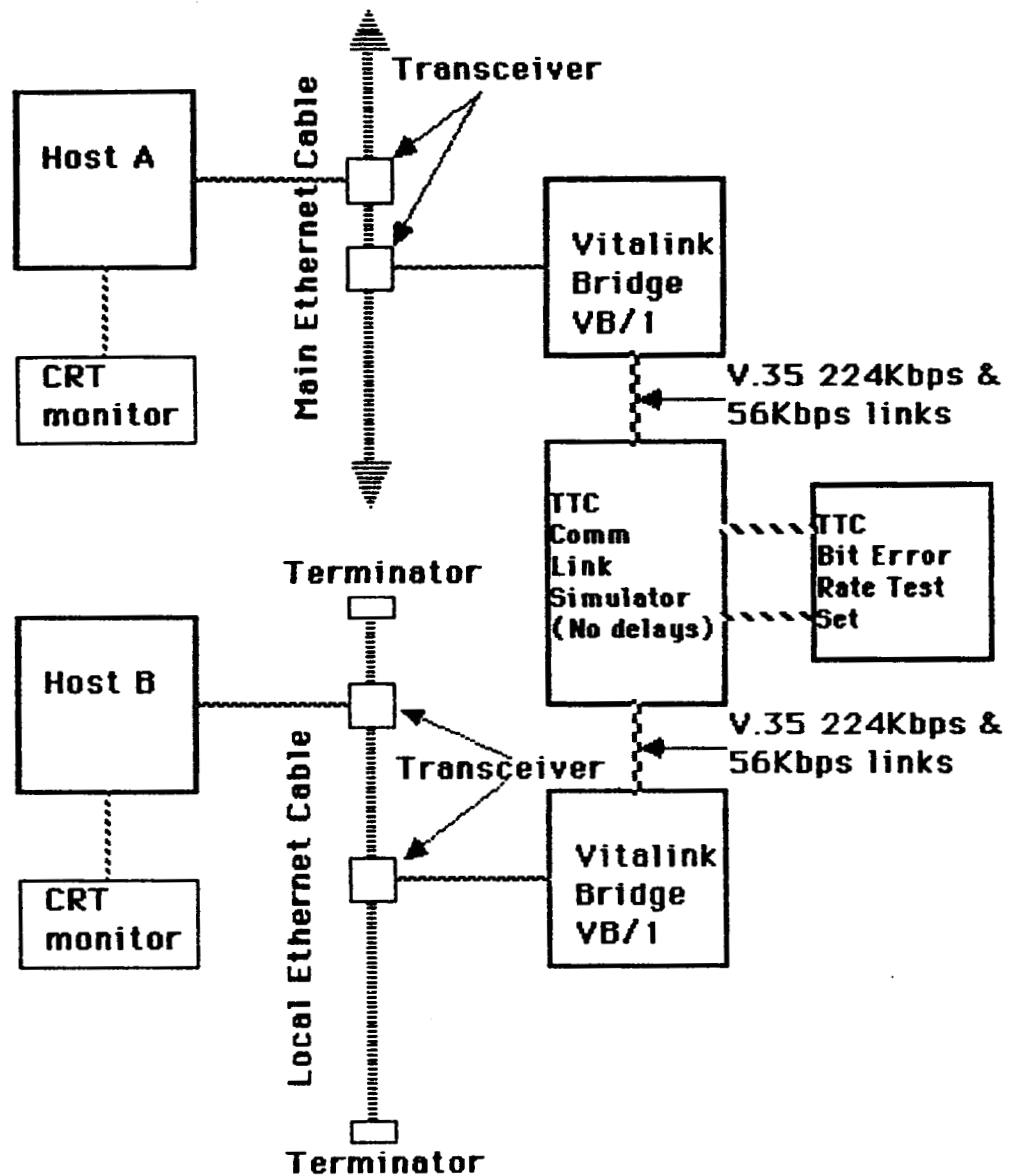 Transceiver
Host A
Main Ethernet Cable
CRT
monitor
Vitalink
Bridge
VB/1
V.35 224Kbps &
56Kbps links
TTC
Comm
Link
Simulator
(No delays)
TTC
Bit Error
Rate Test
Set
Terminator
Host B
Local Ethernet Cable
Transceiver
CRT
monitor
V.35 224Kbps &
56Kbps links
Vitalink
Bridge
VB/1
Terminator